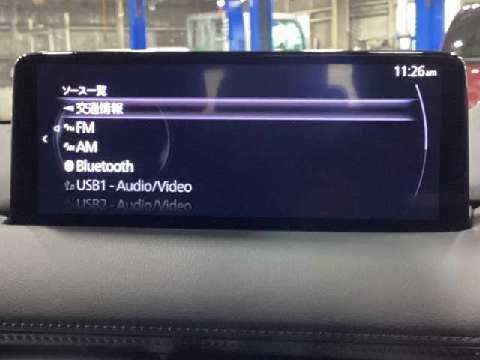 11:26am
ソース一覧
交通情報
FM
AM
Bluetooth
USB1 - Audio/Video
USB2 - Audio/Video